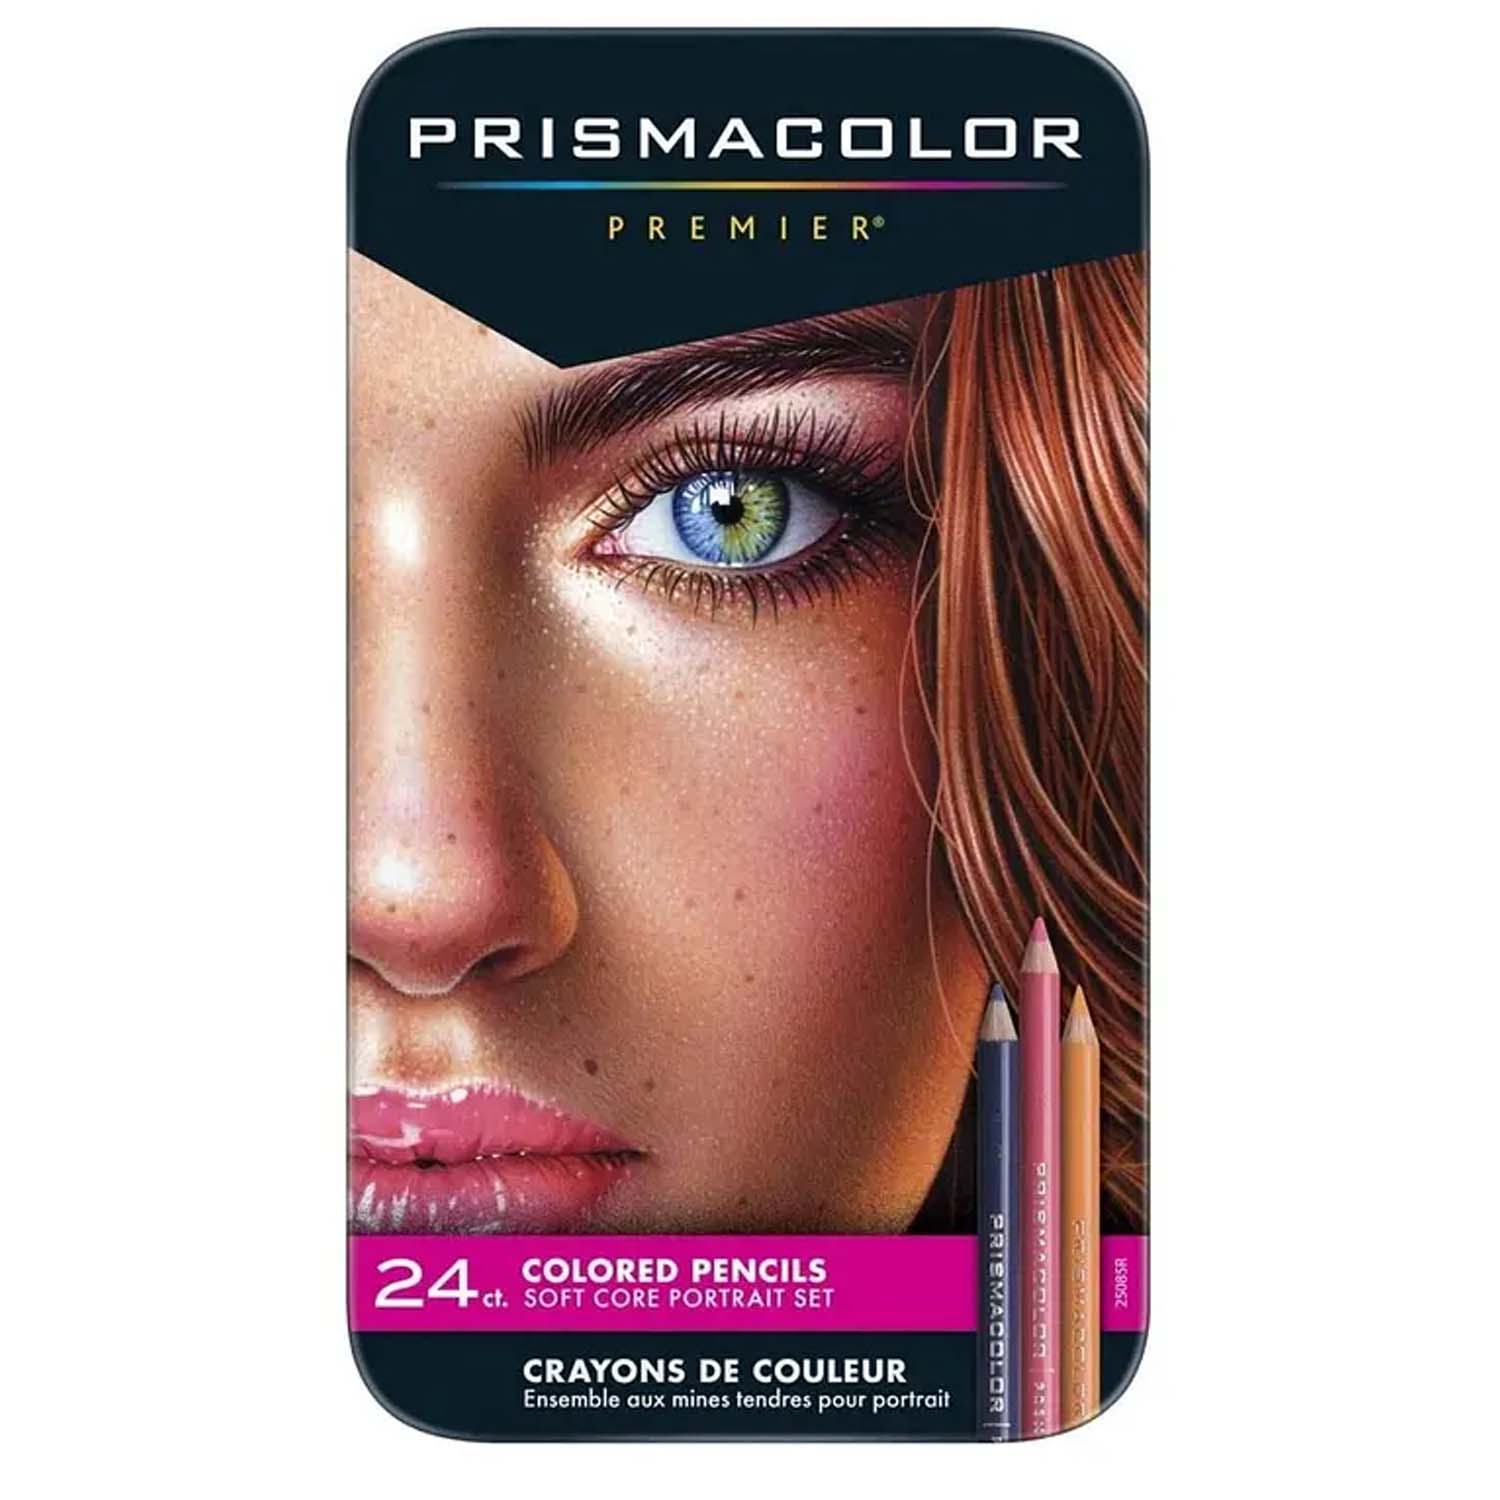 PRISMACOLOR
PREMIER®
24 ct.
COLORED PENCILS
SOFT CORE PORTRAIT SET
25085R
CRAYONS DE COULEUR
Ensemble aux mines tendres pour portrait
PRISMACOLOR
PRISMACOLOR
PRISMACOLOR